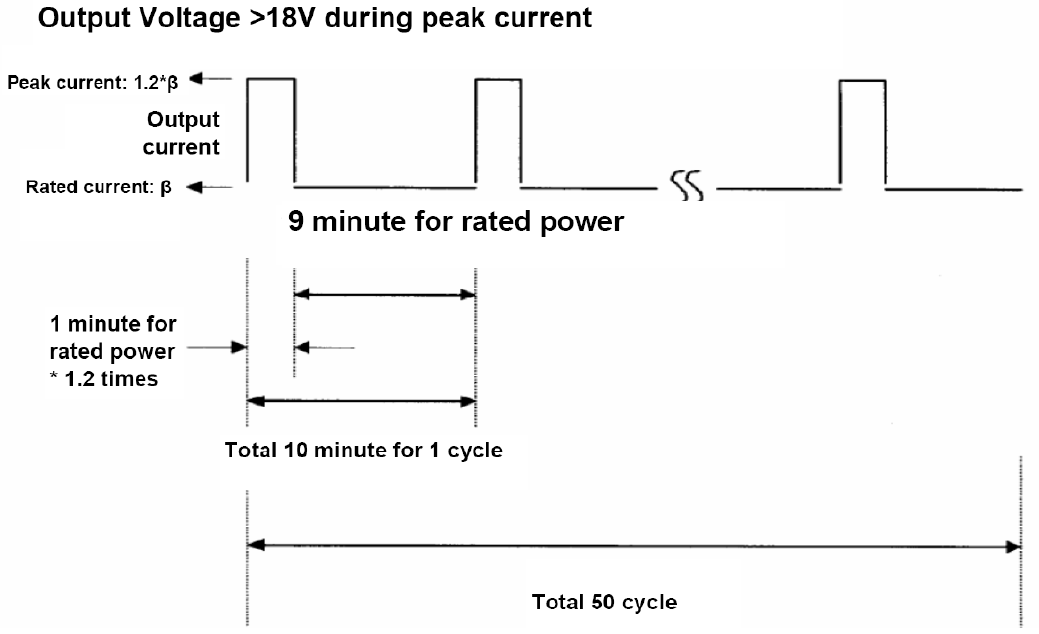 Output Voltage >18V during peak current
Peak current: 1.2*β
Output
current
Rated current: β
9 minute for rated power
1 minute for
rated power
* 1.2 times
Total 10 minute for 1 cycle
Total 50 cycle